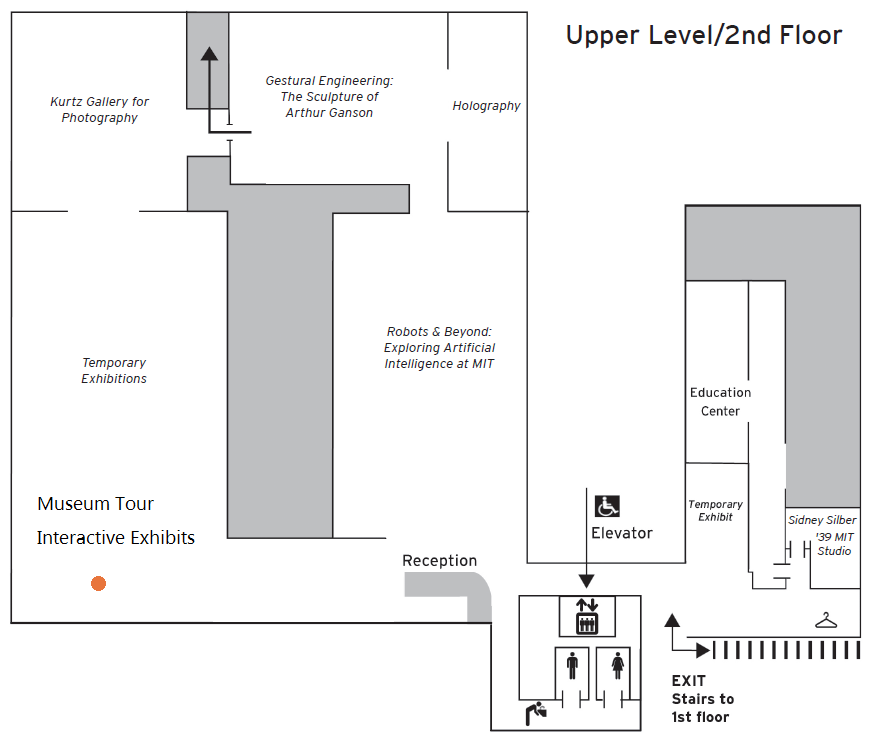 Upper Level/2nd Floor
Kurtz Gallery for
Photography
Gestural Engineering:
The Sculpture of
Arthur Ganson
Holography
Temporary
Exhibitions
Robots & Beyond:
Exploring Artificial
Intelligence at MIT
Education
Center
Museum Tour
Interactive Exhibits
Temporary
Exhibit
Sidney Silber
'39 MIT
Studio
Elevator
Reception
EXIT
Stairs to
1st floor